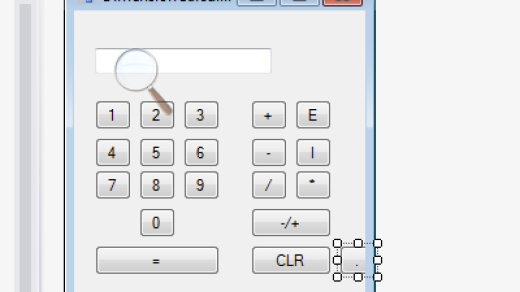 1 2 3 + E
4 5 6 - I
7 8 9 / *
0 -/+
= CLR .